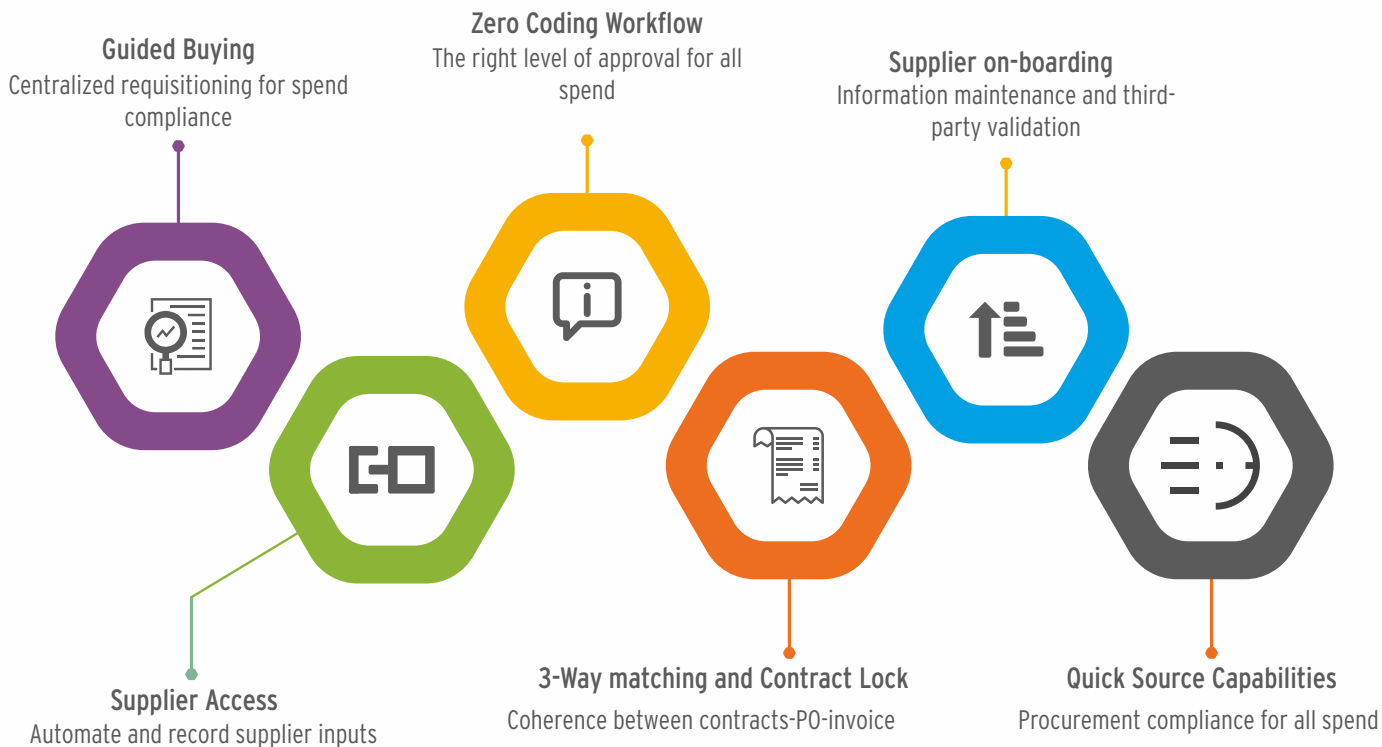 Guided Buying
Centralized requisitioning for spend
compliance
Zero Coding Workflow
The right level of approval for all
spend
Supplier on-boarding
Information maintenance and third-
party validation
i
Supplier Access
Automate and record supplier inputs
3-Way matching and Contract Lock
Coherence between contracts-PO-invoice
Quick Source Capabilities
Procurement compliance for all spend